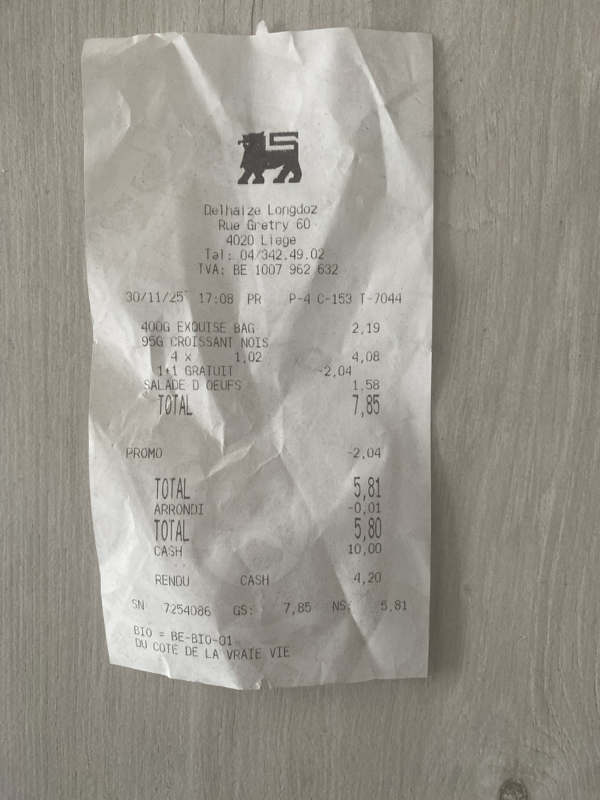 Delhaize Longdoz
Rue Gretry 60
4020 Liege
Tel: 04/342.49.02
TVA: BE 1007 962 632
30/11/25 17:08 PR P-4 C-153 T-7044
400G EXQUISE BAG 2,19
95G CROISSANT NOIS
4 x 1,02 4,08
1+1 GRATUIT -2,04
SALADE D OEUFS 1,58
TOTAL 7,85
PROMO -2,04
TOTAL 5,81
ARRONDI -0,01
TOTAL 5,80
CASH 10,00
RENDU CASH 4,20
SN 7254086 GS: 7,85 NS: 5,81
BIO = BE-BIO-01
DU COTE DE LA VRAIE VIE